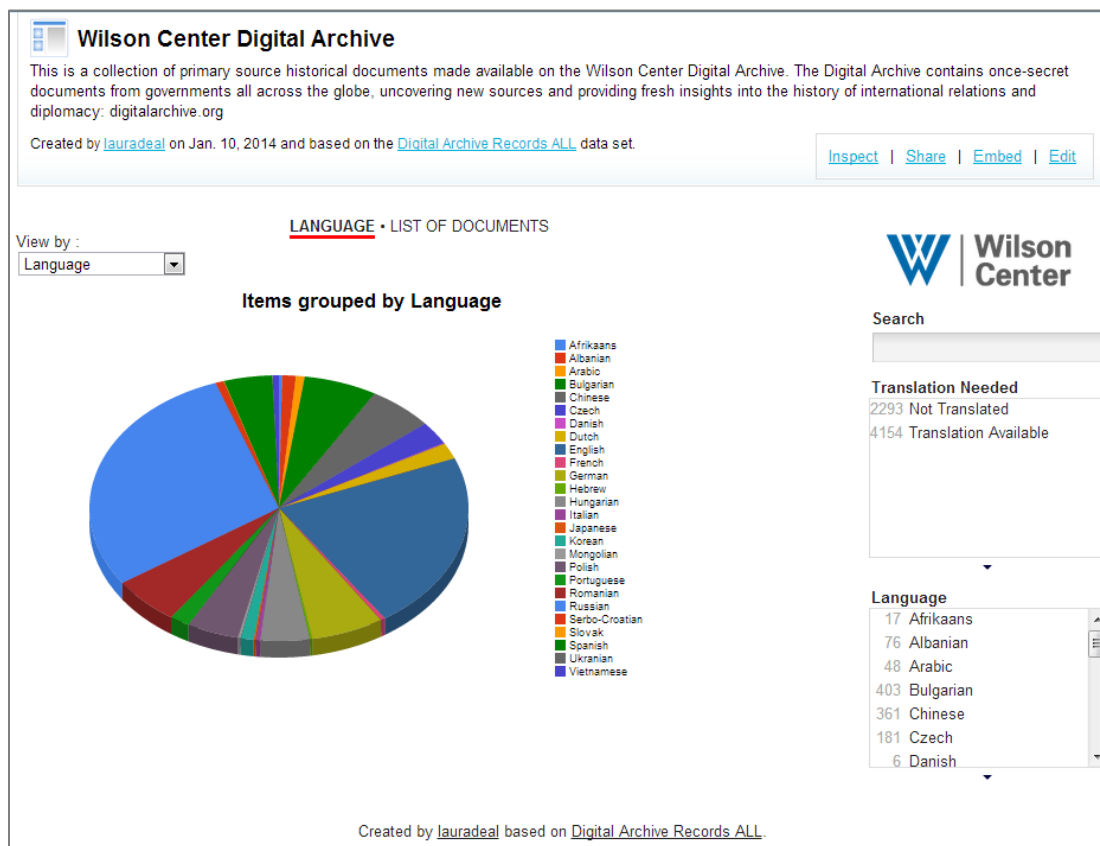 Wilson Center Digital Archive
This is a collection of primary source historical documents made available on the Wilson Center Digital Archive. The Digital Archive contains once-secret
documents from governments all across the globe, uncovering new sources and providing fresh insights into the history of international relations and
diplomacy: digitalarchive.org
Created by lauradeal on Jan. 10, 2014 and based on the Digital Archive Records ALL data set.
Inspect | Share | Embed | Edit
LANGUAGE • LIST OF DOCUMENTS
View by :
Language
Items grouped by Language
Afrikaans
Albanian
Arabic
Bulgarian
Chinese
Czech
Danish
Dutch
English
French
German
Hebrew
Hungarian
Italian
Japanese
Korean
Mongolian
Polish
Portuguese
Romanian
Russian
Serbo-Croatian
Slovak
Spanish
Ukranian
Vietnamese
Wilson
Center
Search
Translation Needed
2293 Not Translated
4154 Translation Available
Language
17 Afrikaans
76 Albanian
48 Arabic
403 Bulgarian
361 Chinese
181 Czech
6 Danish
Created by lauradeal based on Digital Archive Records ALL.